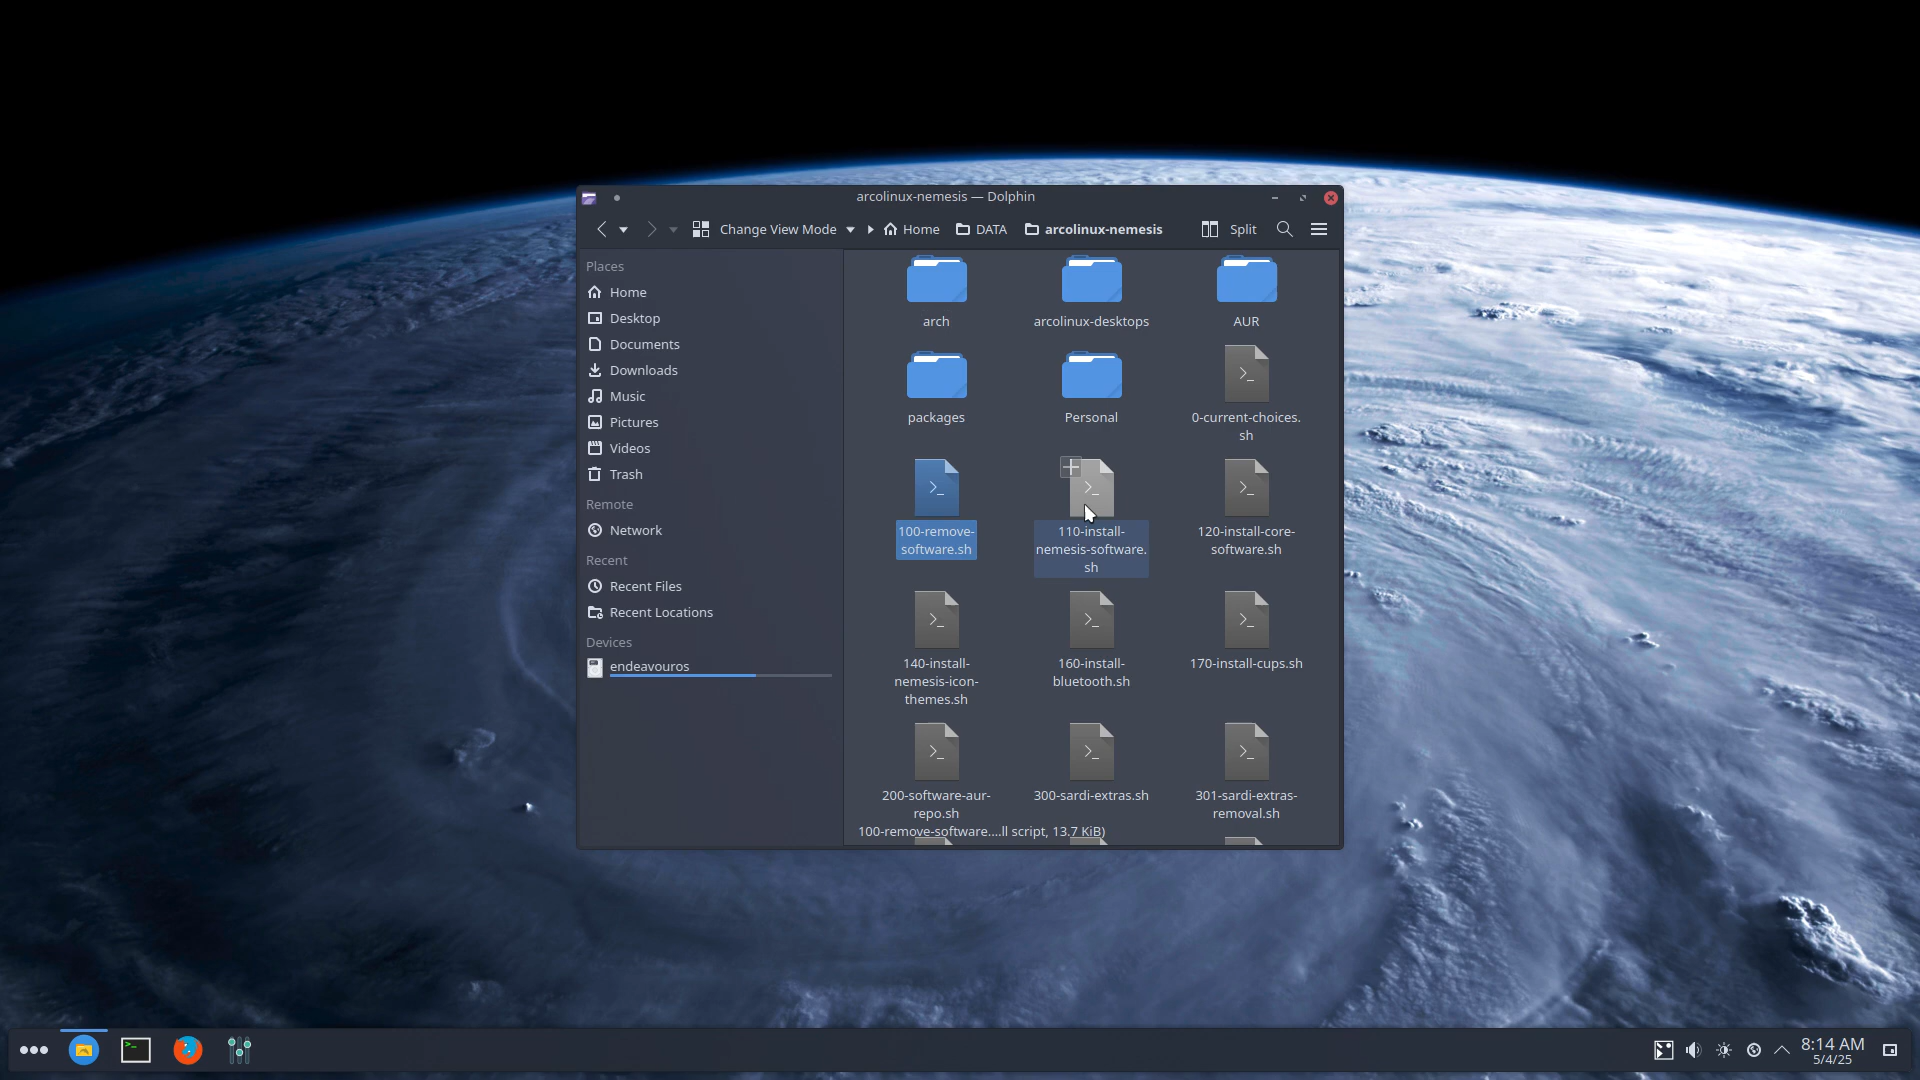 arcolinux-nemesis — Dolphin
Change View Mode
Home
DATA
arcolinux-nemesis
Split
Places
Home
Desktop
Documents
Downloads
Music
Pictures
Videos
Trash
Remote
Network
Recent
Recent Files
Recent Locations
Devices
endeavouros
arch
arcolinux-desktops
AUR
packages
Personal
0-current-choices.
sh
100-remove-
software.sh
110-install-
nemesis-software.
sh
120-install-core-
software.sh
140-install-
nemesis-icon-
themes.sh
160-install-
bluetooth.sh
170-install-cups.sh
200-software-aur-
repo.sh
300-sardi-extras.sh
301-sardi-extras-
removal.sh
100-remove-software....ll script, 13.7 KiB)
8:14 AM
5/4/25